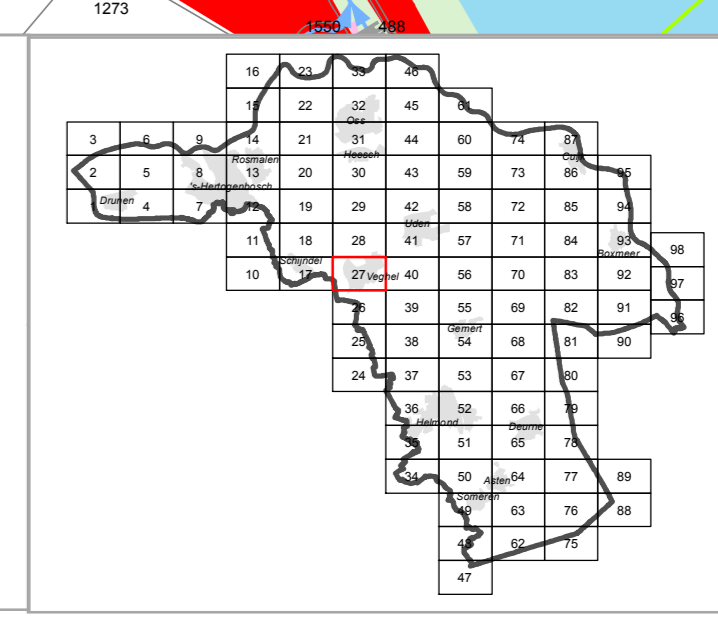 1273
1550 488
16 23 33 46
15 22 32 45 61
Oss
3 6 9 14 21 31 44 60 74 87
Rosmalen Heesch Cuijk
2 5 8 13 20 30 43 59 73 86 95
's-Hertogenbosch
Drunen
1 4 7 12 19 29 42 58 72 85 94
Uden
11 18 28 41 57 71 84 93 98
Schijndel Boxmeer
10 17 27 Veghel 40 56 70 83 92 97
26 39 55 69 82 91 96
Gemert
25 38 54 68 81 90
24 37 53 67 80
36 52 66 79
Helmond Deurne
35 51 65 78
34 50 Asten 64 77 89
Someren
49 63 76 88
48 62 75
47